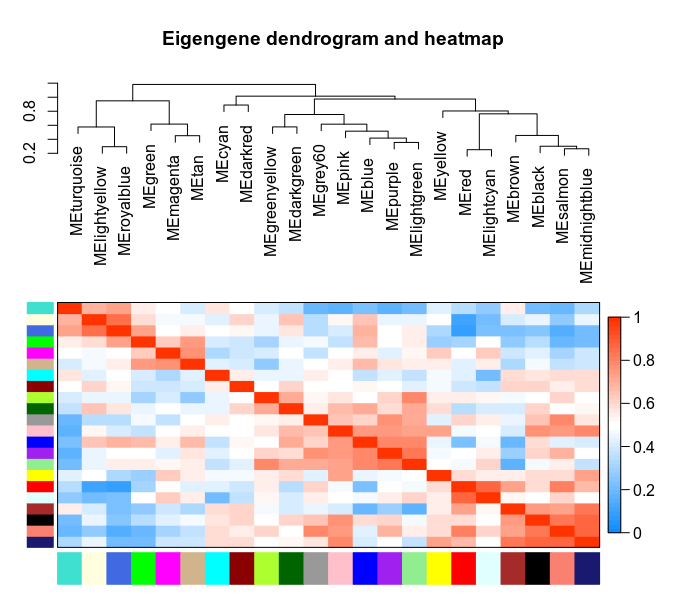 Eigengene dendrogram and heatmap
0.8
0.2
MEturquoise
MElightyellow
MEroyalblue
MEgreen
MEmagenta
MEtan
MEcyan
MEdarkred
MEgreenyellow
MEdarkgreen
MEgrey60
MEpink
MEblue
MEpurple
MElightgreen
MEyellow
MEred
MElightcyan
MEbrown
MEblack
MEsalmon
MEmidnightblue
1
0.8
0.6
0.4
0.2
0